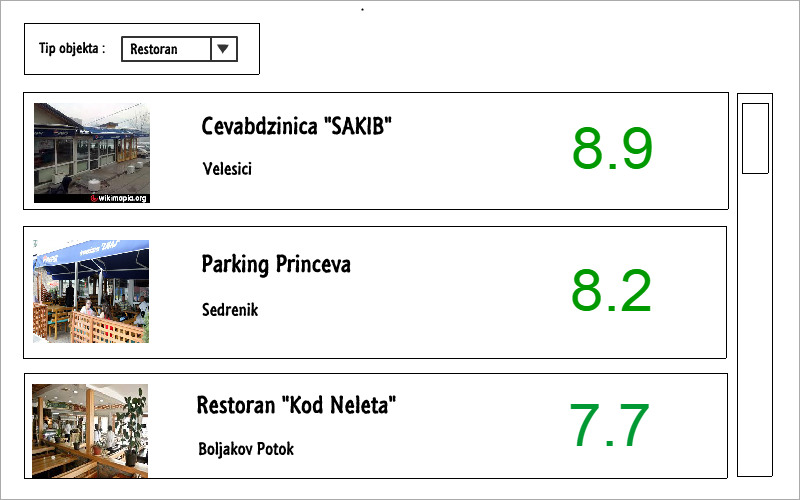 Tip objekta :
Restoran
Cevabdzinica "SAKIB"
8.9
Velesici
wikimapia.org
Parking Princeva
8.2
Sedrenik
Restoran "Kod Neleta"
7.7
Boljakov Potok